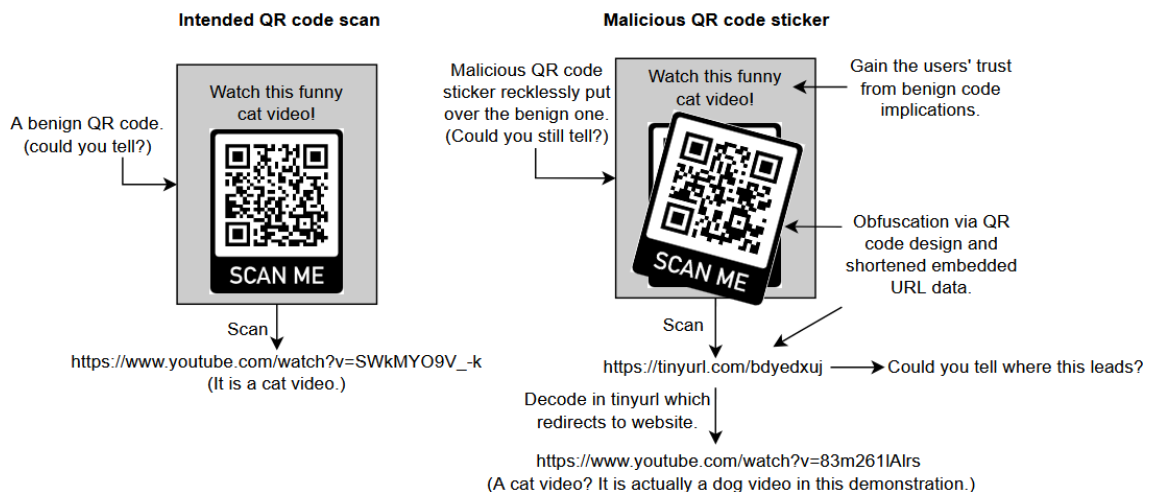 Intended QR code scan
Watch this funny
cat video!
A benign QR code.
(could you tell?)
SCAN ME
Scan
https://www.youtube.com/watch?v=SWkMYO9V_-k
(It is a cat video.)
Malicious QR code sticker
Malicious QR code
sticker recklessly put
over the benign one.
(Could you still tell?)
Watch this funny
cat video!
Gain the users' trust
from benign code
implications.
SCAN ME
Obfuscation via QR
code design and
shortened embedded
URL data.
Scan
https://tinyurl.com/bdyedxuj
Could you tell where this leads?
Decode in tinyurl which
redirects to website.
https://www.youtube.com/watch?v=83m261lAlrs
(A cat video? It is actually a dog video in this demonstration.)